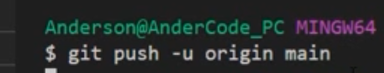 Anderson@AnderCode_PC MINGW64
$ git push -u origin main